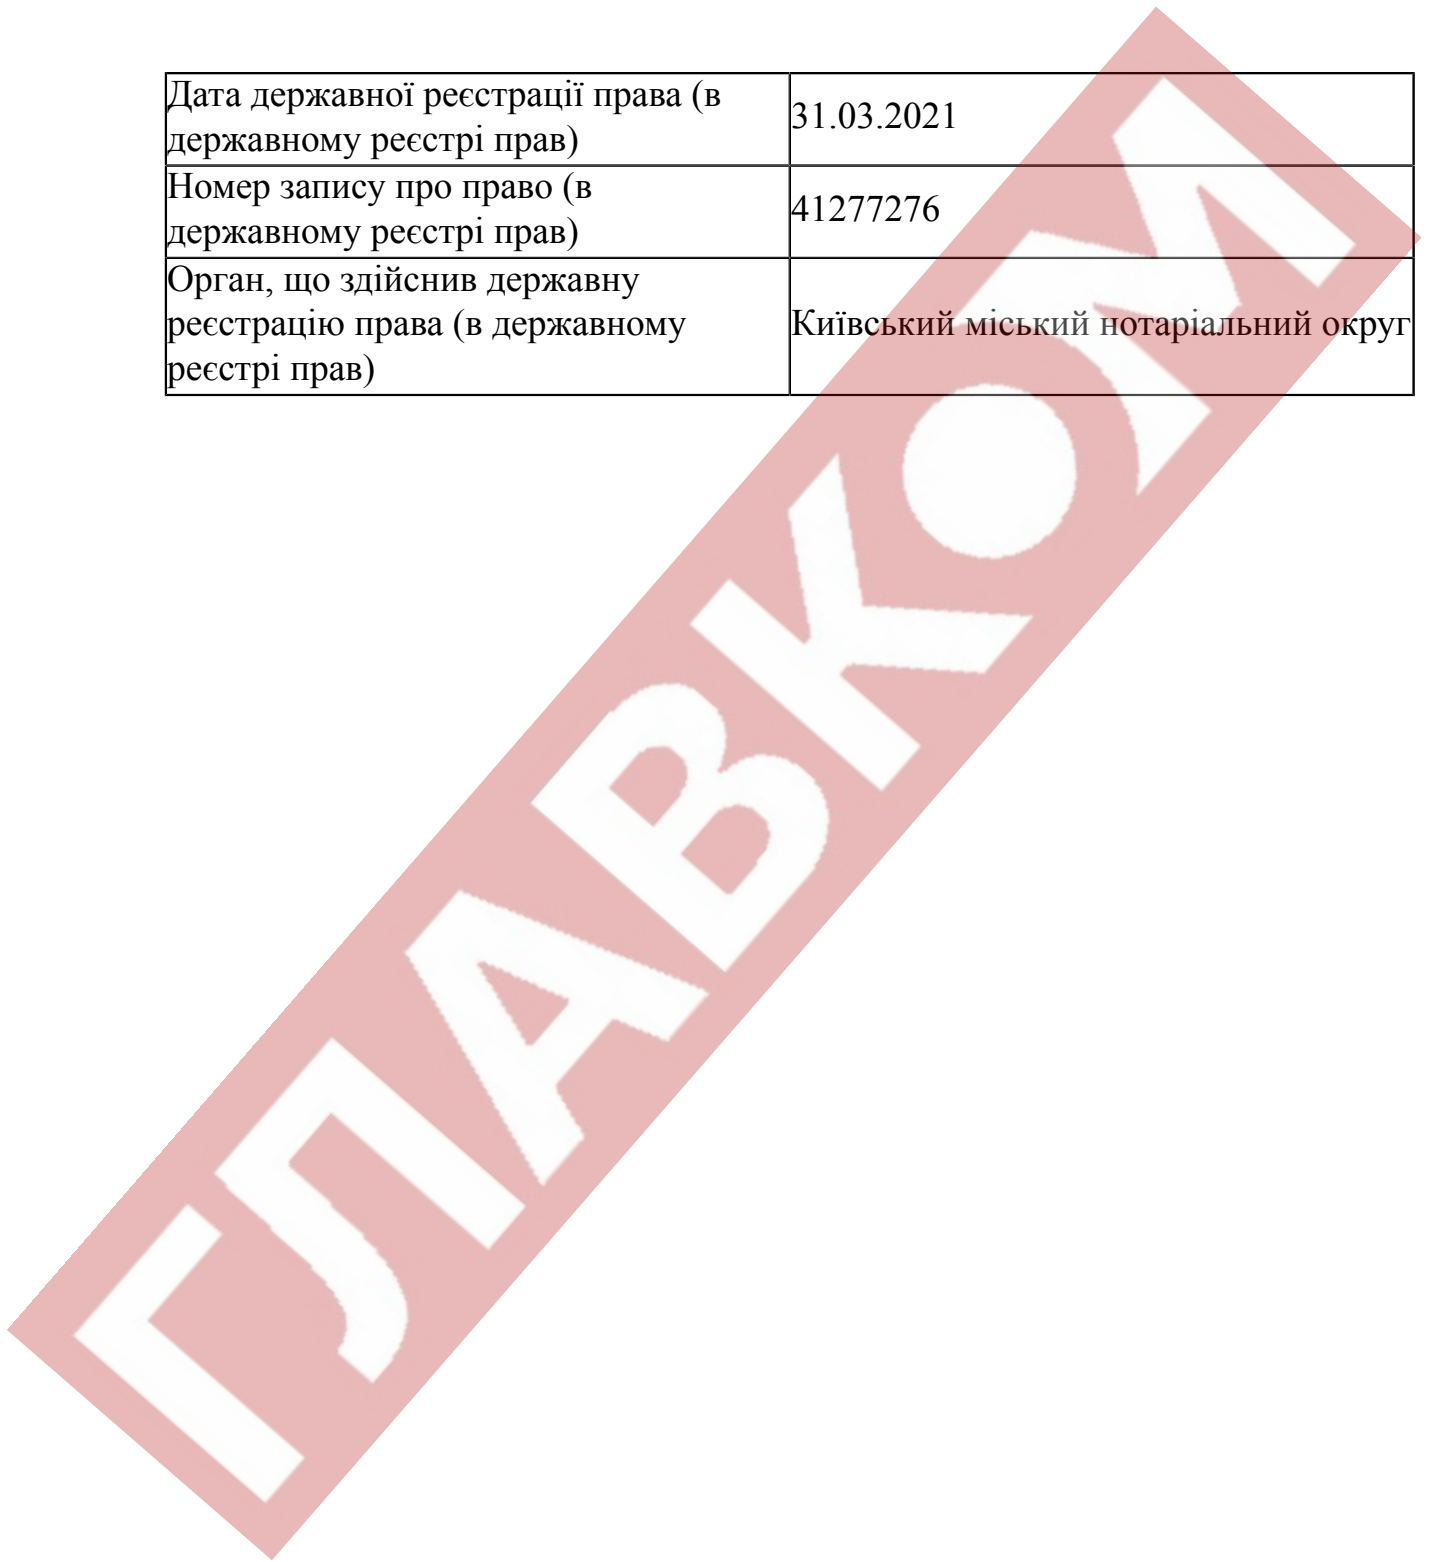 Дата державної реєстрації права (в
державному реєстрі прав)
31.03.2021
Номер запису про право (в
державному реєстрі прав)
41277276
Орган, що здійснив державну
реєстрацію права (в державному
реєстрі прав)
Київський міський нотаріальний округ
ГЛАВКОМ